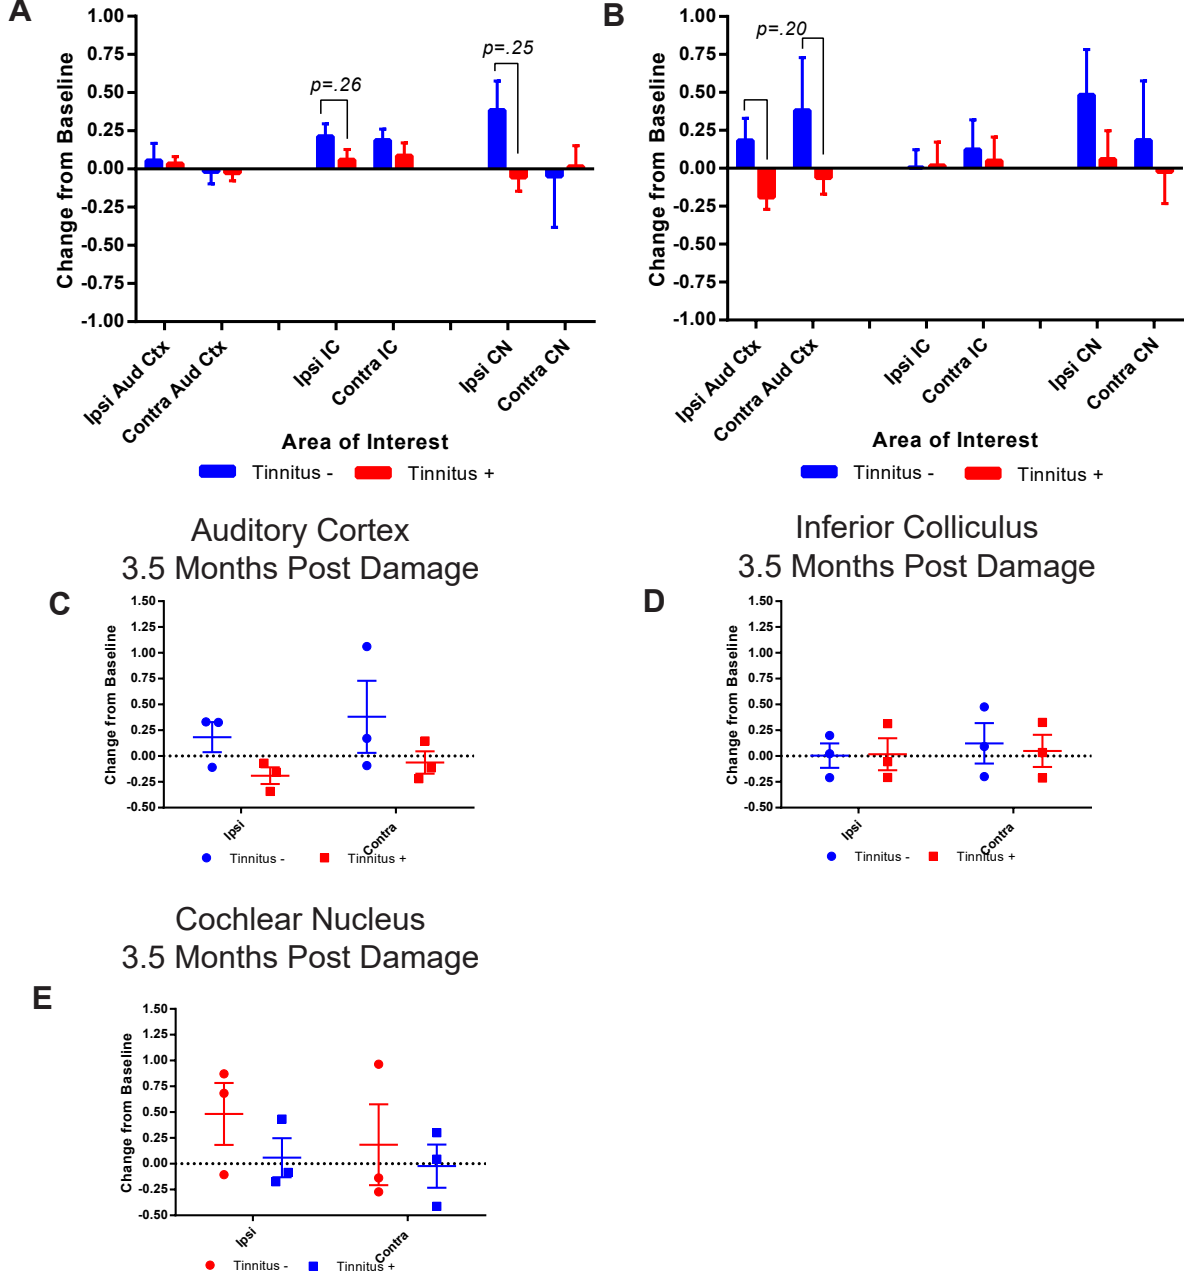 A
Change from Baseline
1.00
0.75
0.50
0.25
0.00
-0.25
-0.50
-0.75
-1.00
p=.26
p=.25
Ipsi Aud Ctx
Contra Aud Ctx
Ipsi IC
Contra IC
Ipsi CN
Contra CN
Area of Interest
Tinnitus -
Tinnitus +
B
Change from Baseline
1.00
0.75
0.50
0.25
0.00
-0.25
-0.50
-0.75
-1.00
p=.20
Ipsi Aud Ctx
Contra Aud Ctx
Ipsi IC
Contra IC
Ipsi CN
Contra CN
Area of Interest
Tinnitus -
Tinnitus +
Auditory Cortex
3.5 Months Post Damage
C
Change from Baseline
1.50
1.25
1.00
0.75
0.50
0.25
0.00
-0.25
-0.50
Ipsi
Contra
Tinnitus -
Tinnitus +
Inferior Colliculus
3.5 Months Post Damage
D
Change from Baseline
1.50
1.25
1.00
0.75
0.50
0.25
0.00
-0.25
-0.50
Ipsi
Contra
Tinnitus -
Tinnitus +
Cochlear Nucleus
3.5 Months Post Damage
E
Change from Baseline
1.50
1.25
1.00
0.75
0.50
0.25
0.00
-0.25
-0.50
Ipsi
Contra
Tinnitus -
Tinnitus +